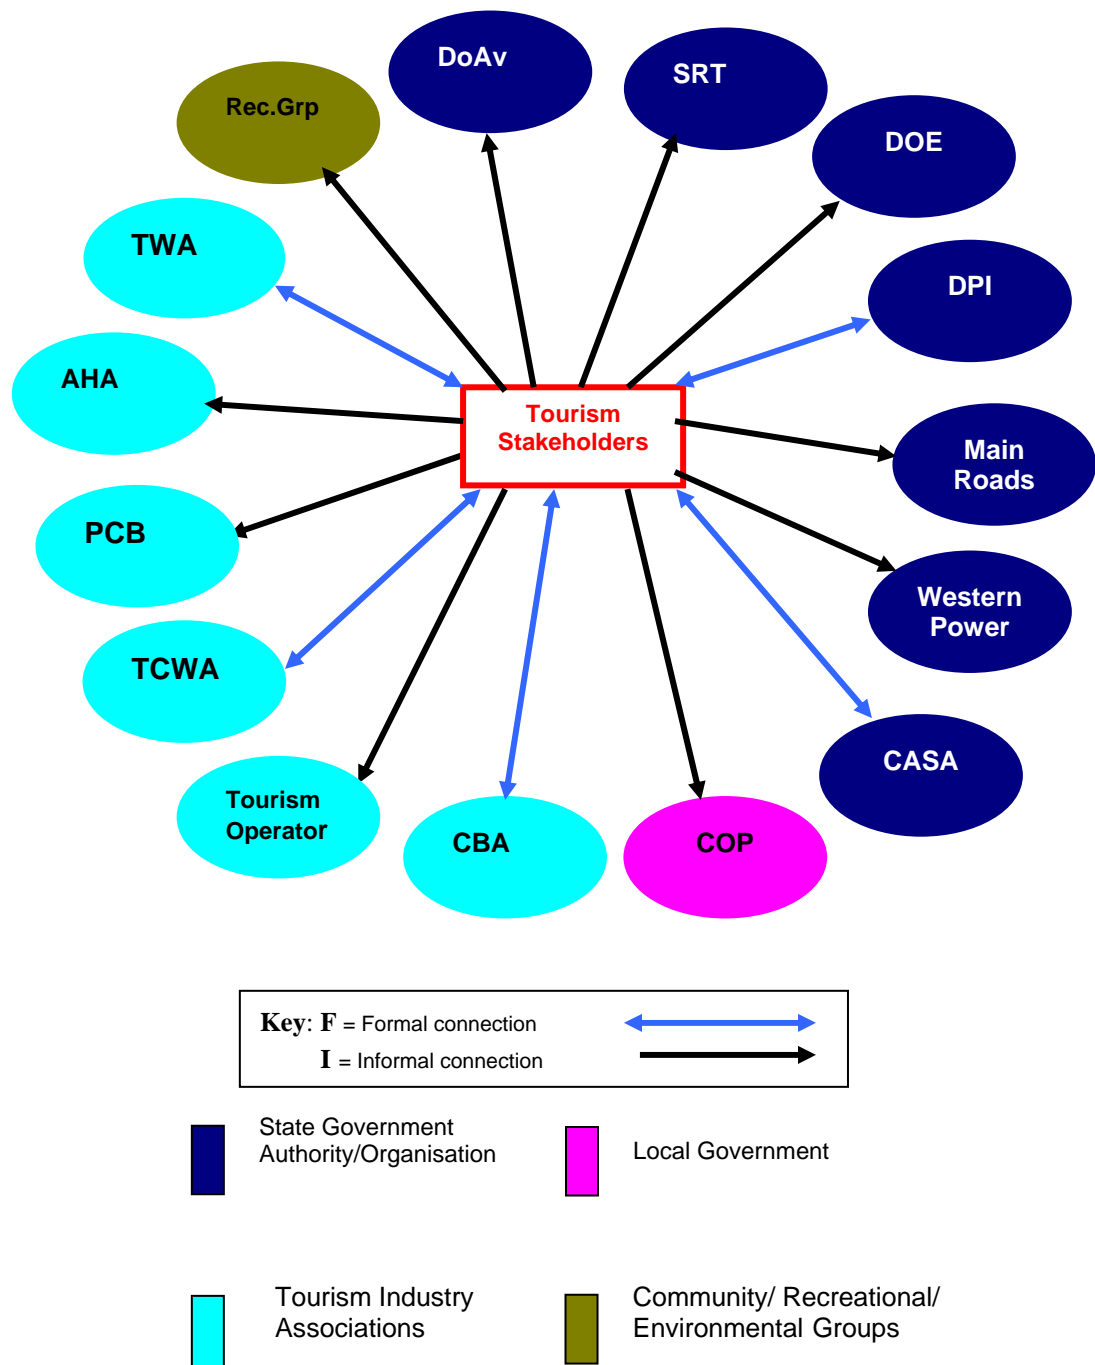 DoAv
SRT
Rec.Grp
DOE
TWA
DPI
AHA
Tourism
Stakeholders
Main
Roads
PCB
Western
Power
TCWA
CASA
Tourism
Operator
CBA
COP
Key: F = Formal connection
I = Informal connection
State Government
Authority/Organisation
Local Government
Tourism Industry
Associations
Community/ Recreational/
Environmental Groups